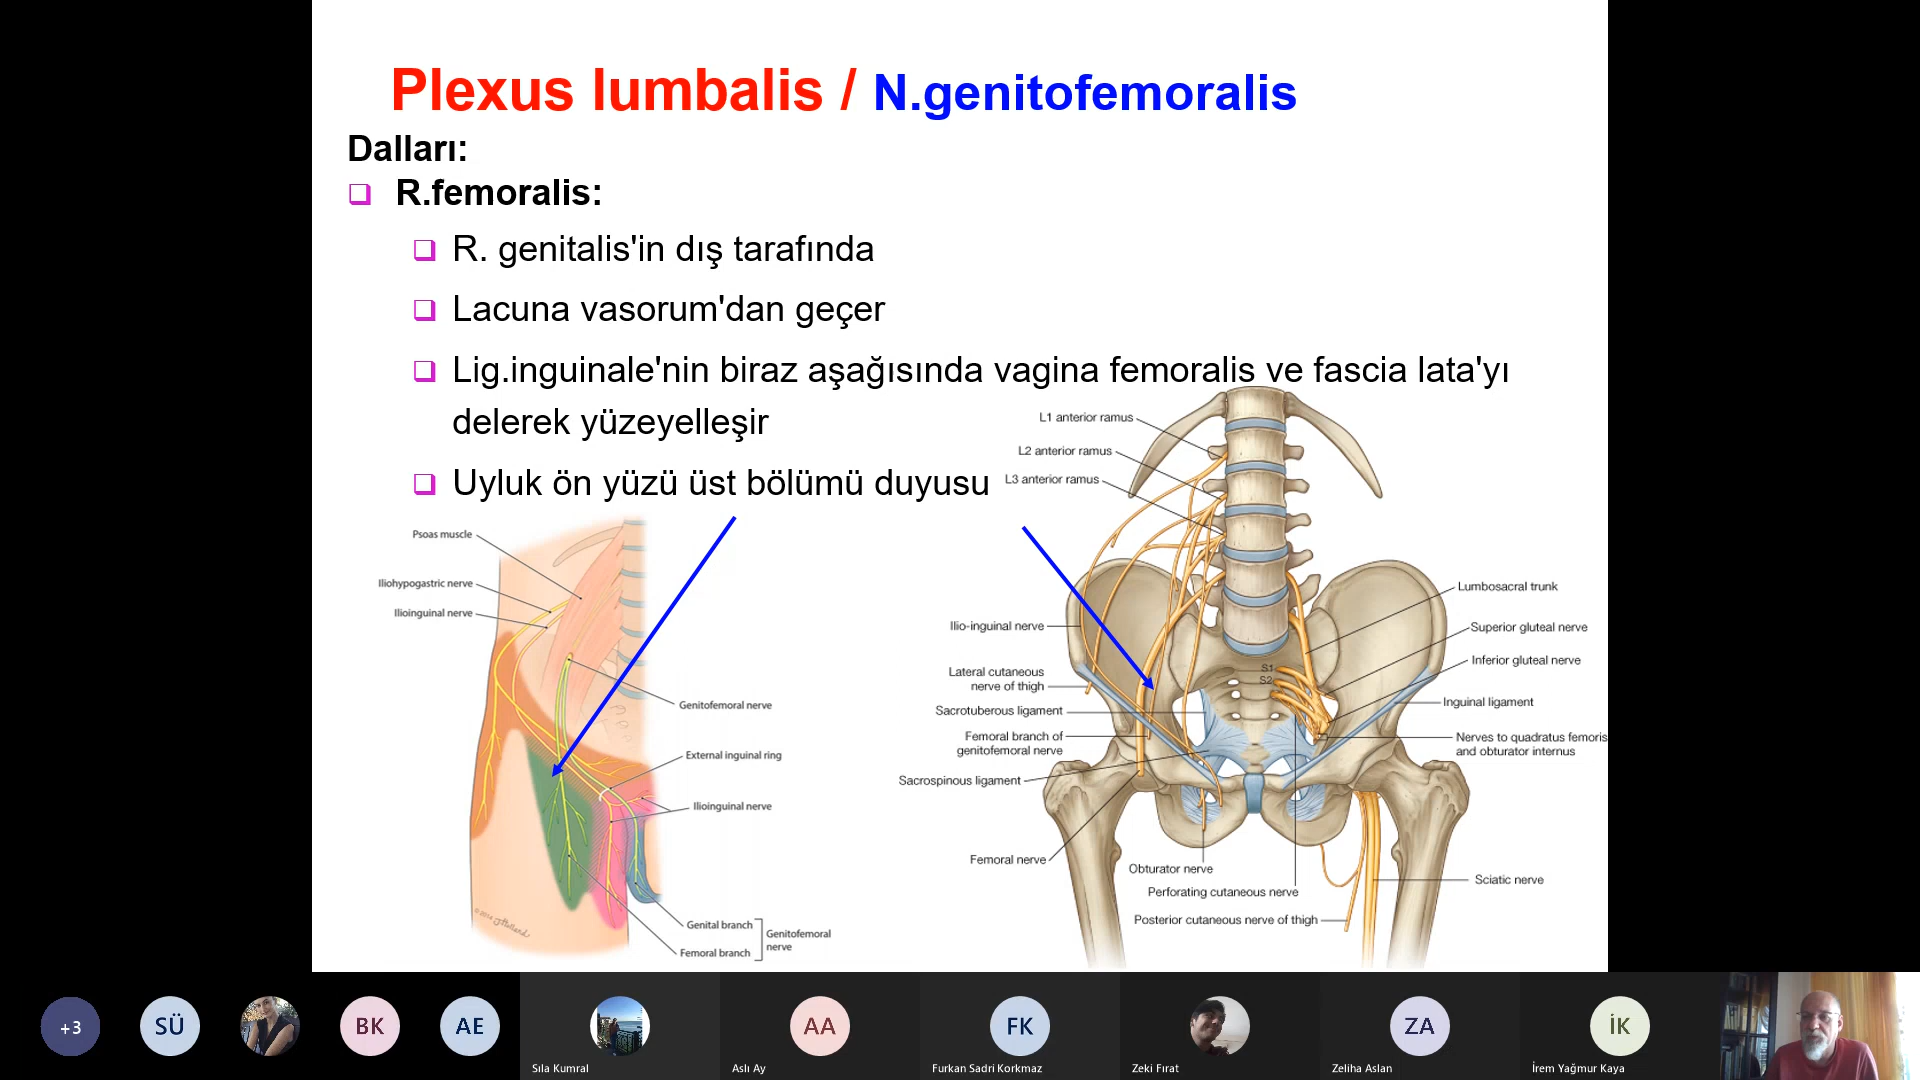 Plexus lumbalis / N.genitofemoralis
Dalları:
R.femoralis:
R. genitalis'in dış tarafında
Lacuna vasorum'dan geçer
Lig.inguinale'nin biraz aşağısında vagina femoralis ve fascia lata'yı
delerek yüzeyelleşir
Uyluk ön yüzü üst bölümü duyusu
Psoas muscle
Iliohypogastric nerve
Ilioinguinal nerve
Genitofemoral nerve
External inguinal ring
Ilioinguinal nerve
Genital branch
Femoral branch
Genitofemoral
nerve
L1 anterior ramus
L2 anterior ramus
L3 anterior ramus
Ilio-inguinal nerve
Lateral cutaneous
nerve of thigh
Sacrotuberous ligament
Femoral branch of
genitofemoral nerve
Sacrospinous ligament
Femoral nerve
S1
S2
Obturator nerve
Perforating cutaneous nerve
Posterior cutaneous nerve of thigh
Lumbosacral trunk
Superior gluteal nerve
Inferior gluteal nerve
Inguinal ligament
Nerves to quadratus femoris
and obturator internus
Sciatic nerve
+3
SÜ
BK
AE
Sıla Kumral
AA
Aslı Ay
FK
Furkan Sadri Korkmaz
Zeki Fırat
ZA
Zeliha Aslan
İK
İrem Yağmur Kaya